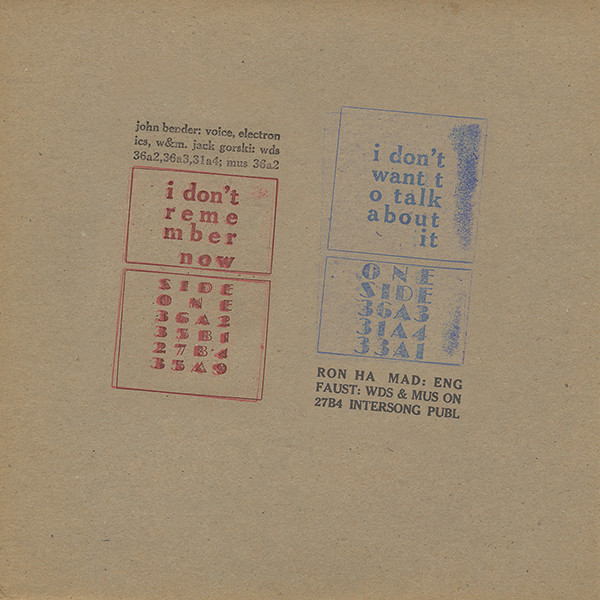 john bender: voice, electron
ics, w&m. jack gorski: wds
36a2,36a3,31a4; mus 36a2
i don't
reme
mber
now
SIDE
ONE
36A2
35B1
27B4
35A9
i don't
want t
o talk
about
it
ONE
SIDE
36A3
31A4
33A1
RON HA MAD: ENG
FAUST: WDS & MUS ON
27B4 INTERSONG PUBL